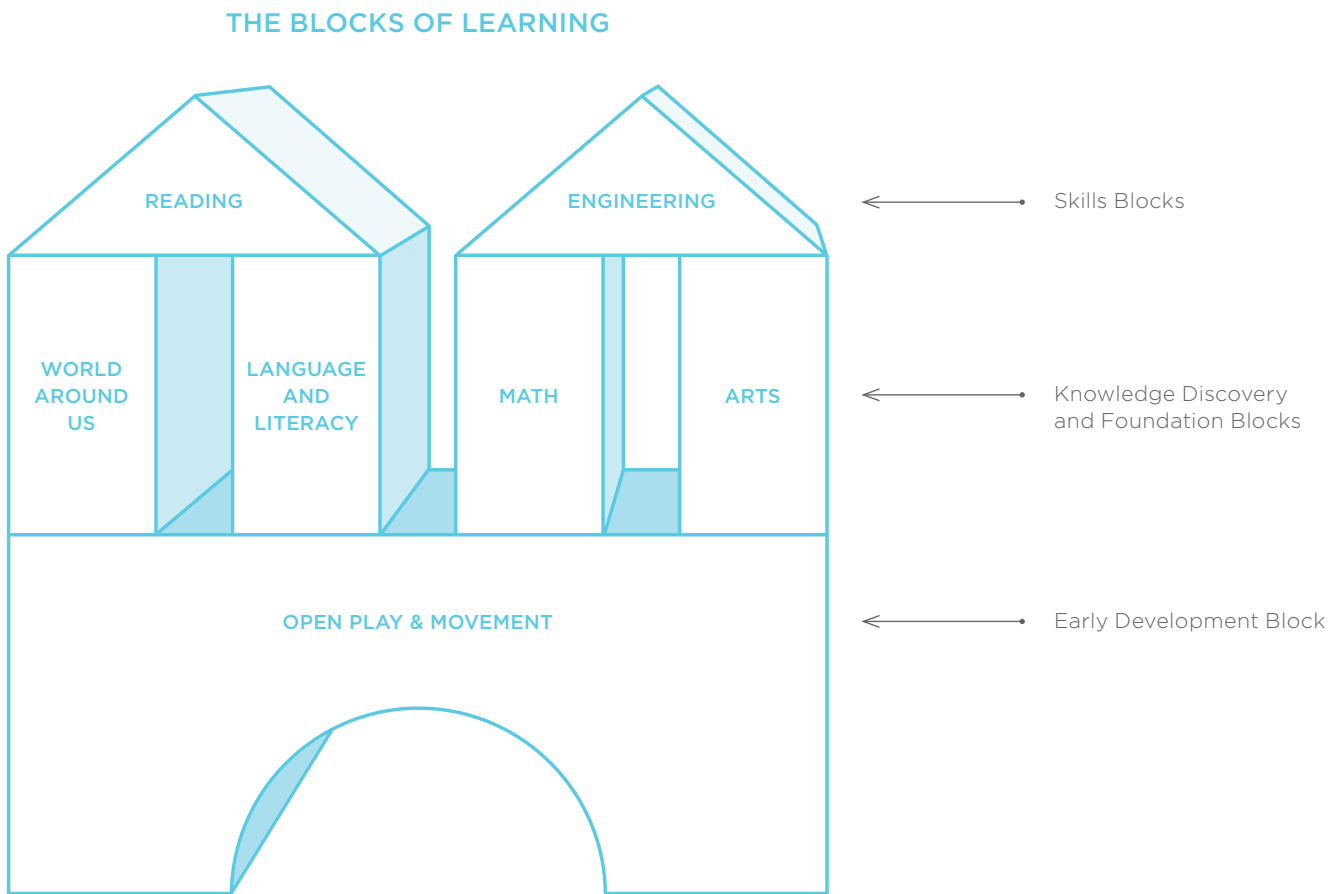 THE BLOCKS OF LEARNING
READING
ENGINEERING
Skills Blocks
WORLD
AROUND
US
LANGUAGE
AND
LITERACY
MATH
ARTS
Knowledge Discovery
and Foundation Blocks
OPEN PLAY & MOVEMENT
Early Development Block